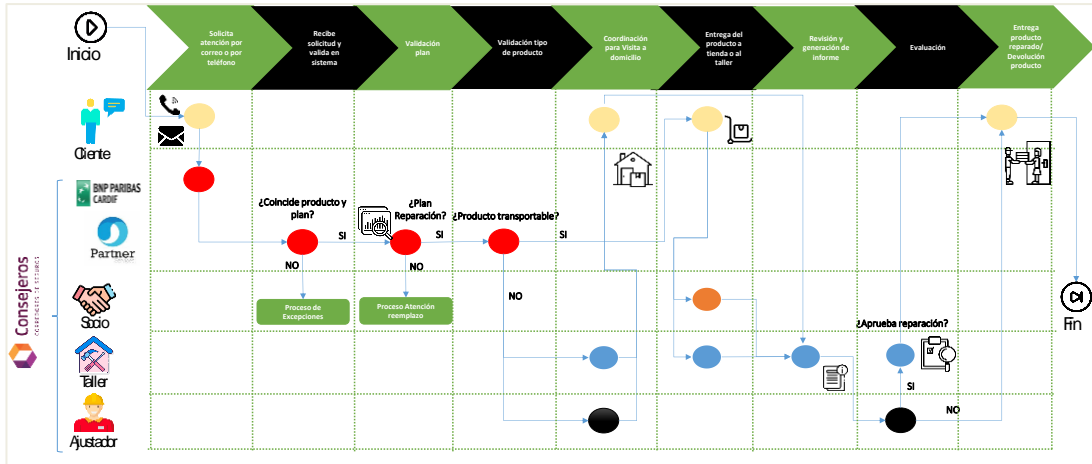 Inicio
Solicita
atención por
correo o por
teléfono
Recibe
solicitud y
valida en
sistema
Validación
plan
Validación tipo
de producto
Coordinación
para Visita a
domicilio
Entrega del
producto a
tienda o al
taller
Revisión y
generación de
informe
Evaluación
Entrega
producto
reparado/
Devolución
producto
Cliente
BNP PARIBAS
CARDIF
Partner
Consejeros
CORREDORES DE SEGUROS
Socio
Taller
Ajustador
¿Coincide producto y
plan?
SI
NO
Proceso de
Excepciones
¿Plan
Reparación?
SI
NO
Proceso Atención
reemplazo
¿Producto transportable?
SI
NO
¿Aprueba reparación?
SI
NO
Fin